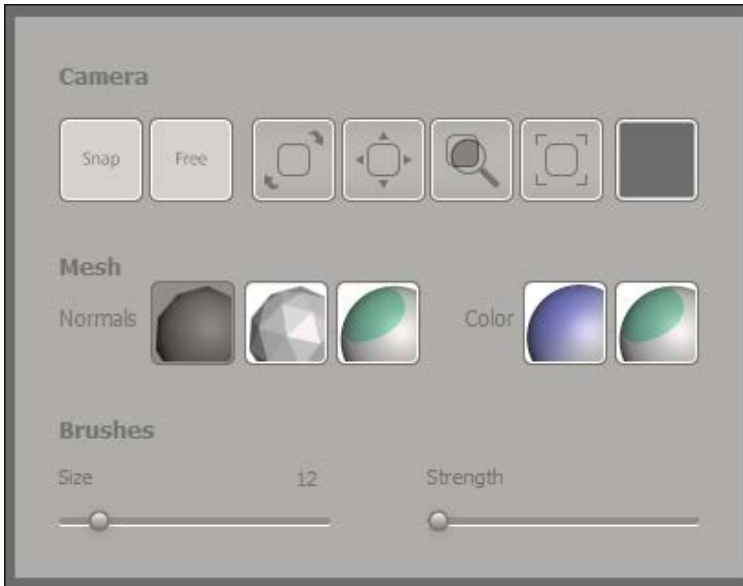 Camera
Snap Free
Mesh
Normals Color
Brushes
Size 12 Strength